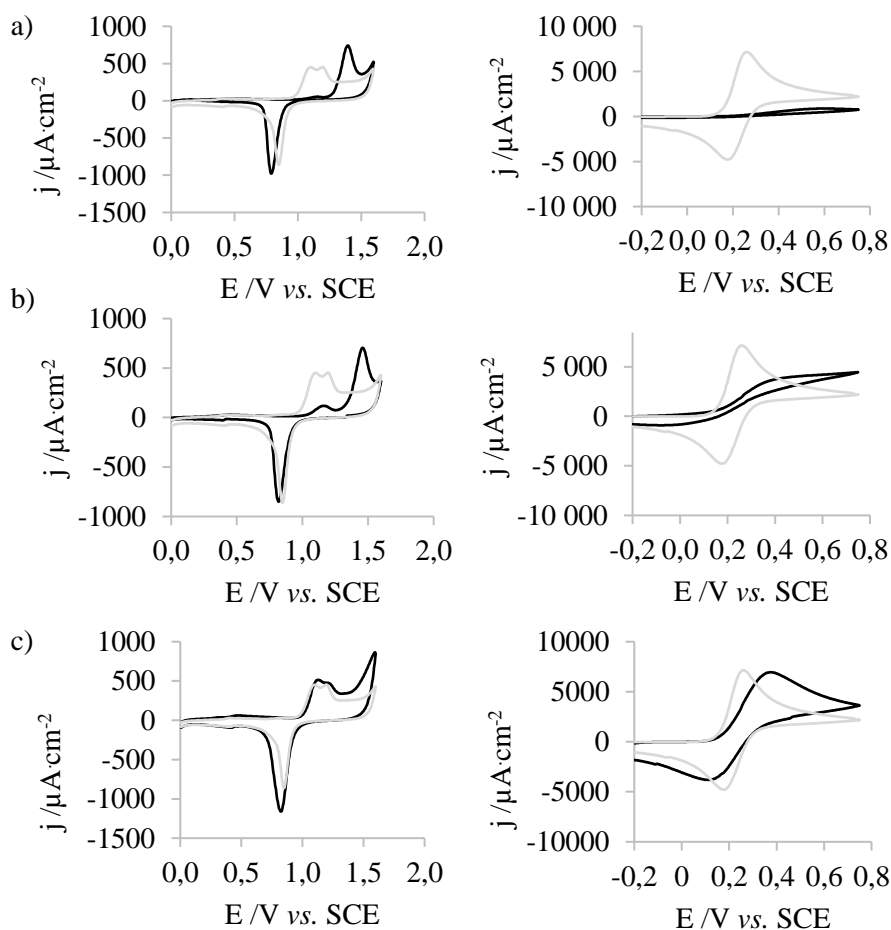 a)
1000
500
0
-500
-1000
-1500
j /µA·cm-2
0,0 0,5 1,0 1,5 2,0
E /V vs. SCE
10 000
5 000
0
-5 000
-10 000
j /µA·cm-2
-0,2 0,0 0,2 0,4 0,6 0,8
E /V vs. SCE
b)
1000
500
0
-500
-1000
j /µA·cm-2
0,0 0,5 1,0 1,5 2,0
E /V vs. SCE
5 000
0
-5 000
-10 000
j /µA·cm-2
-0,2 0,0 0,2 0,4 0,6 0,8
E /V vs. SCE
c)
1000
500
0
-500
-1000
-1500
j /µA·cm-2
0,0 0,5 1,0 1,5 2,0
E /V vs. SCE
10000
5000
0
-5000
-10000
j /µA·cm-2
-0,2 0 0,2 0,4 0,6 0,8
E /V vs. SCE